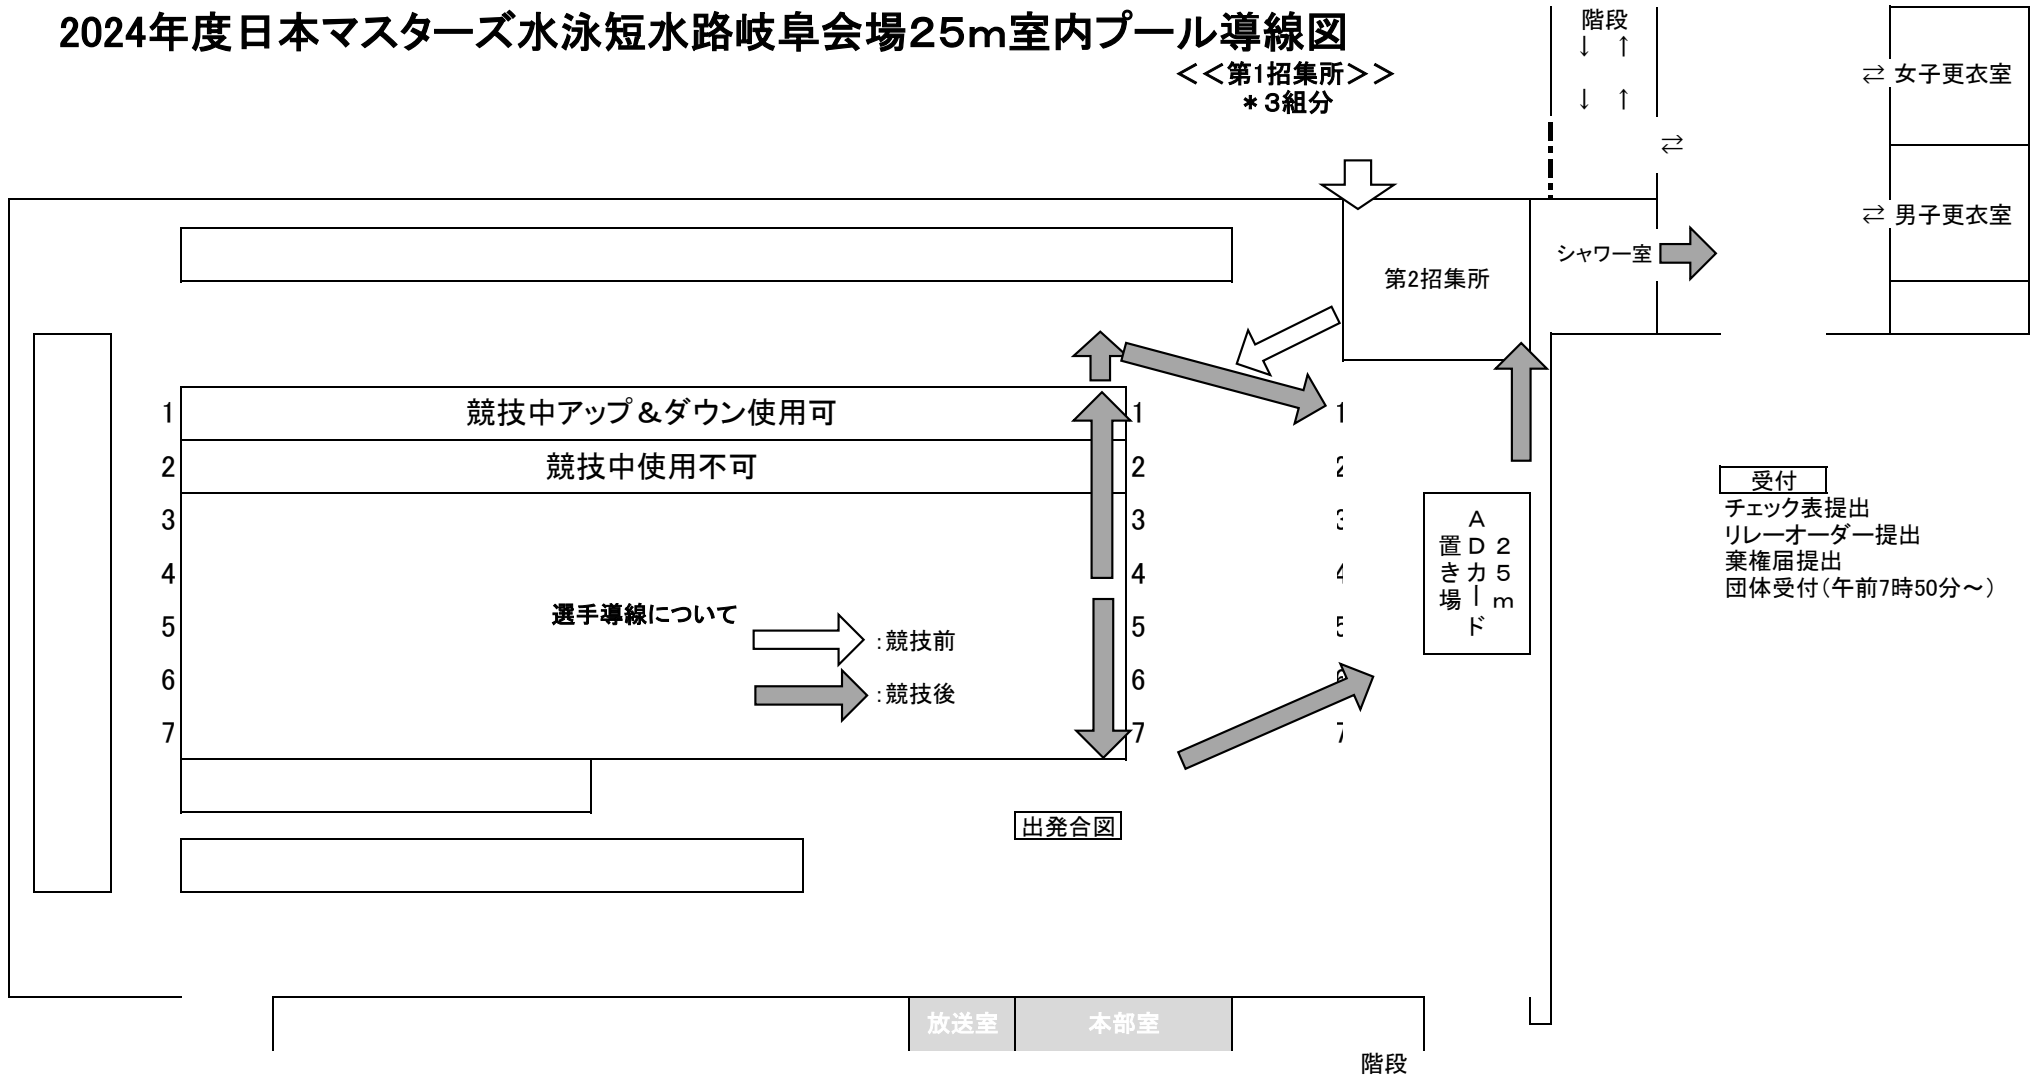 2024年度日本マスターズ水泳短水路岐阜会場25ｍ室内プール導線図
＜＜第1招集所＞＞
＊3組分
階段
↓ ↑
↓ ↑
⇄
⇄ 女子更衣室
⇄ 男子更衣室
シャワー室
第2招集所
1 競技中アップ＆ダウン使用可 1 1
2 競技中使用不可 2 2
3 3 3
4 4 4
5 5 5
6 6 6
7 7 7
選手導線について
：競技前
：競技後
２５ｍ
ＡＤカード
置き場
受付
チェック表提出
リレーオーダー提出
棄権届提出
団体受付（午前7時50分～）
出発合図
放送室
本部室
階段